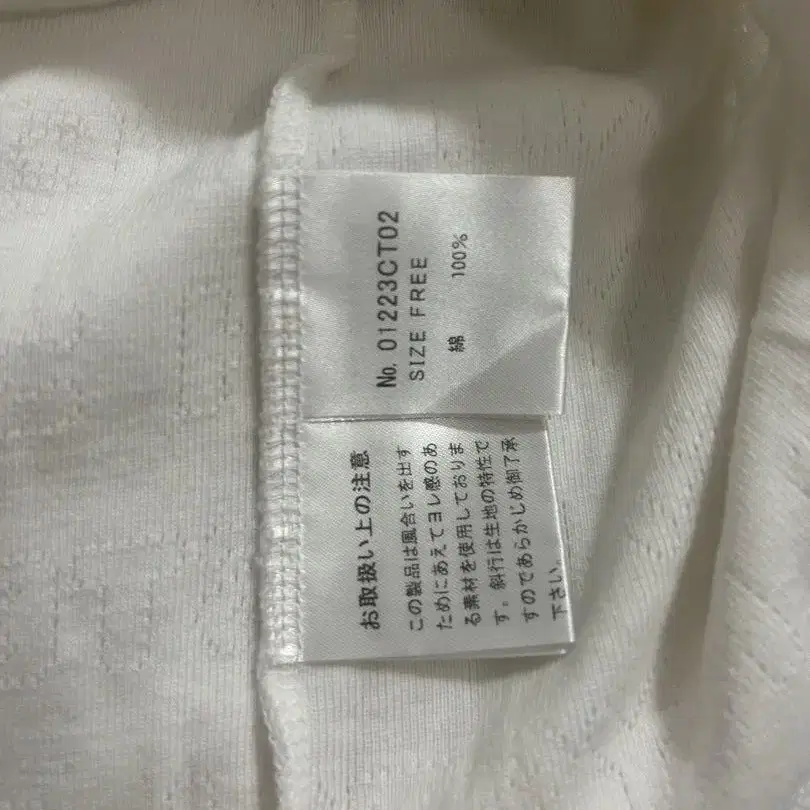 No. 01223CT02
SIZE FREE
綿 100%
お取扱い上の注意
この製品は風合いを出す
ためにあえてヨレ感のあ
る素材を使用しておりま
す。斜行は生地の特性で
すのであらかじめ御了承
下さい。